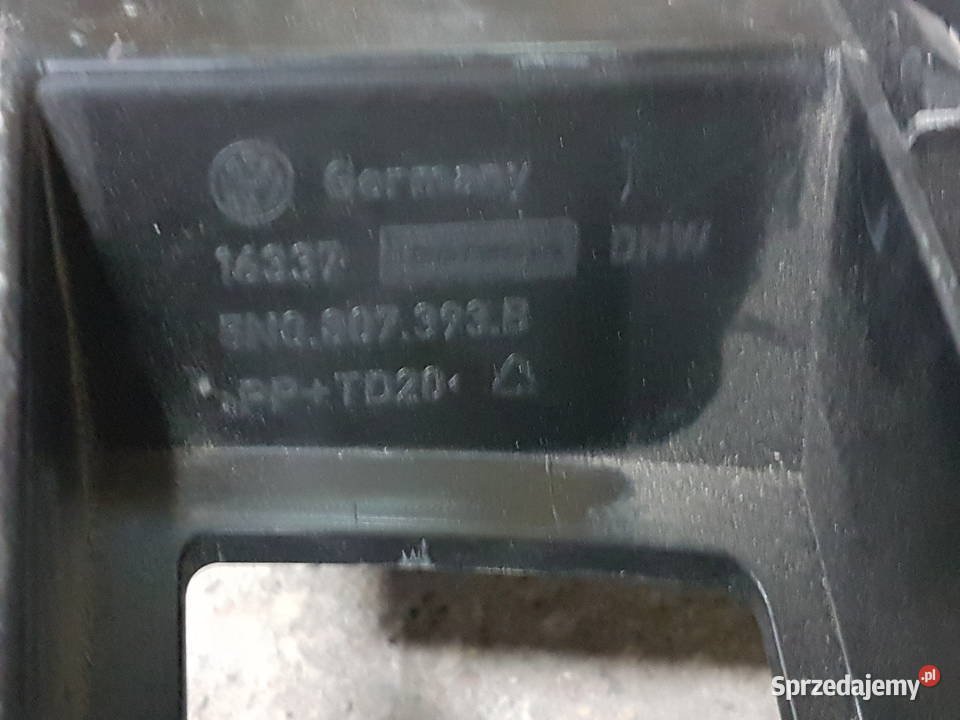 Germany
16337
DNW
5N0.807.393.B
>PP+TD20<
Sprzedajemy.pl